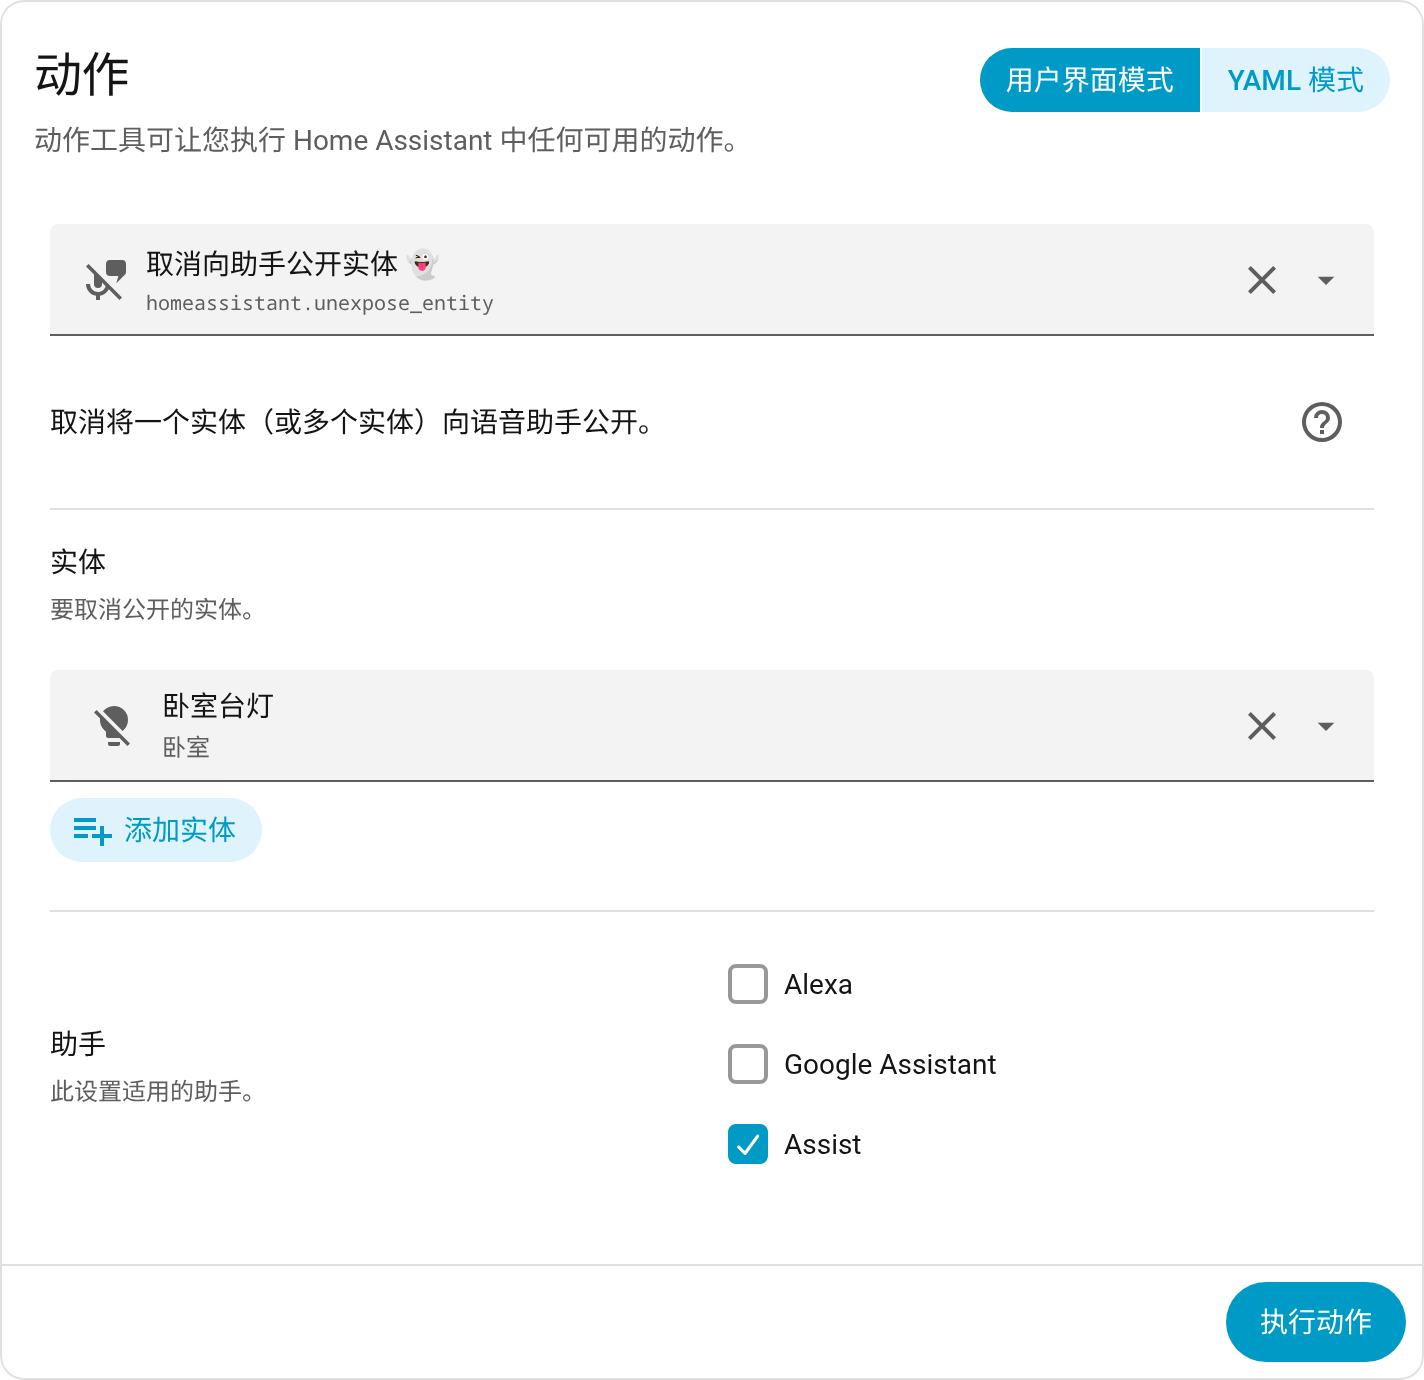 动作
用户界面模式
YAML 模式
动作工具可让您执行 Home Assistant 中任何可用的动作。
取消向助手公开实体 👻
homeassistant.unexpose_entity
取消将一个实体（或多个实体）向语音助手公开。
实体
要取消公开的实体。
卧室台灯
卧室
添加实体
助手
此设置适用的助手。
Alexa
Google Assistant
Assist
执行动作